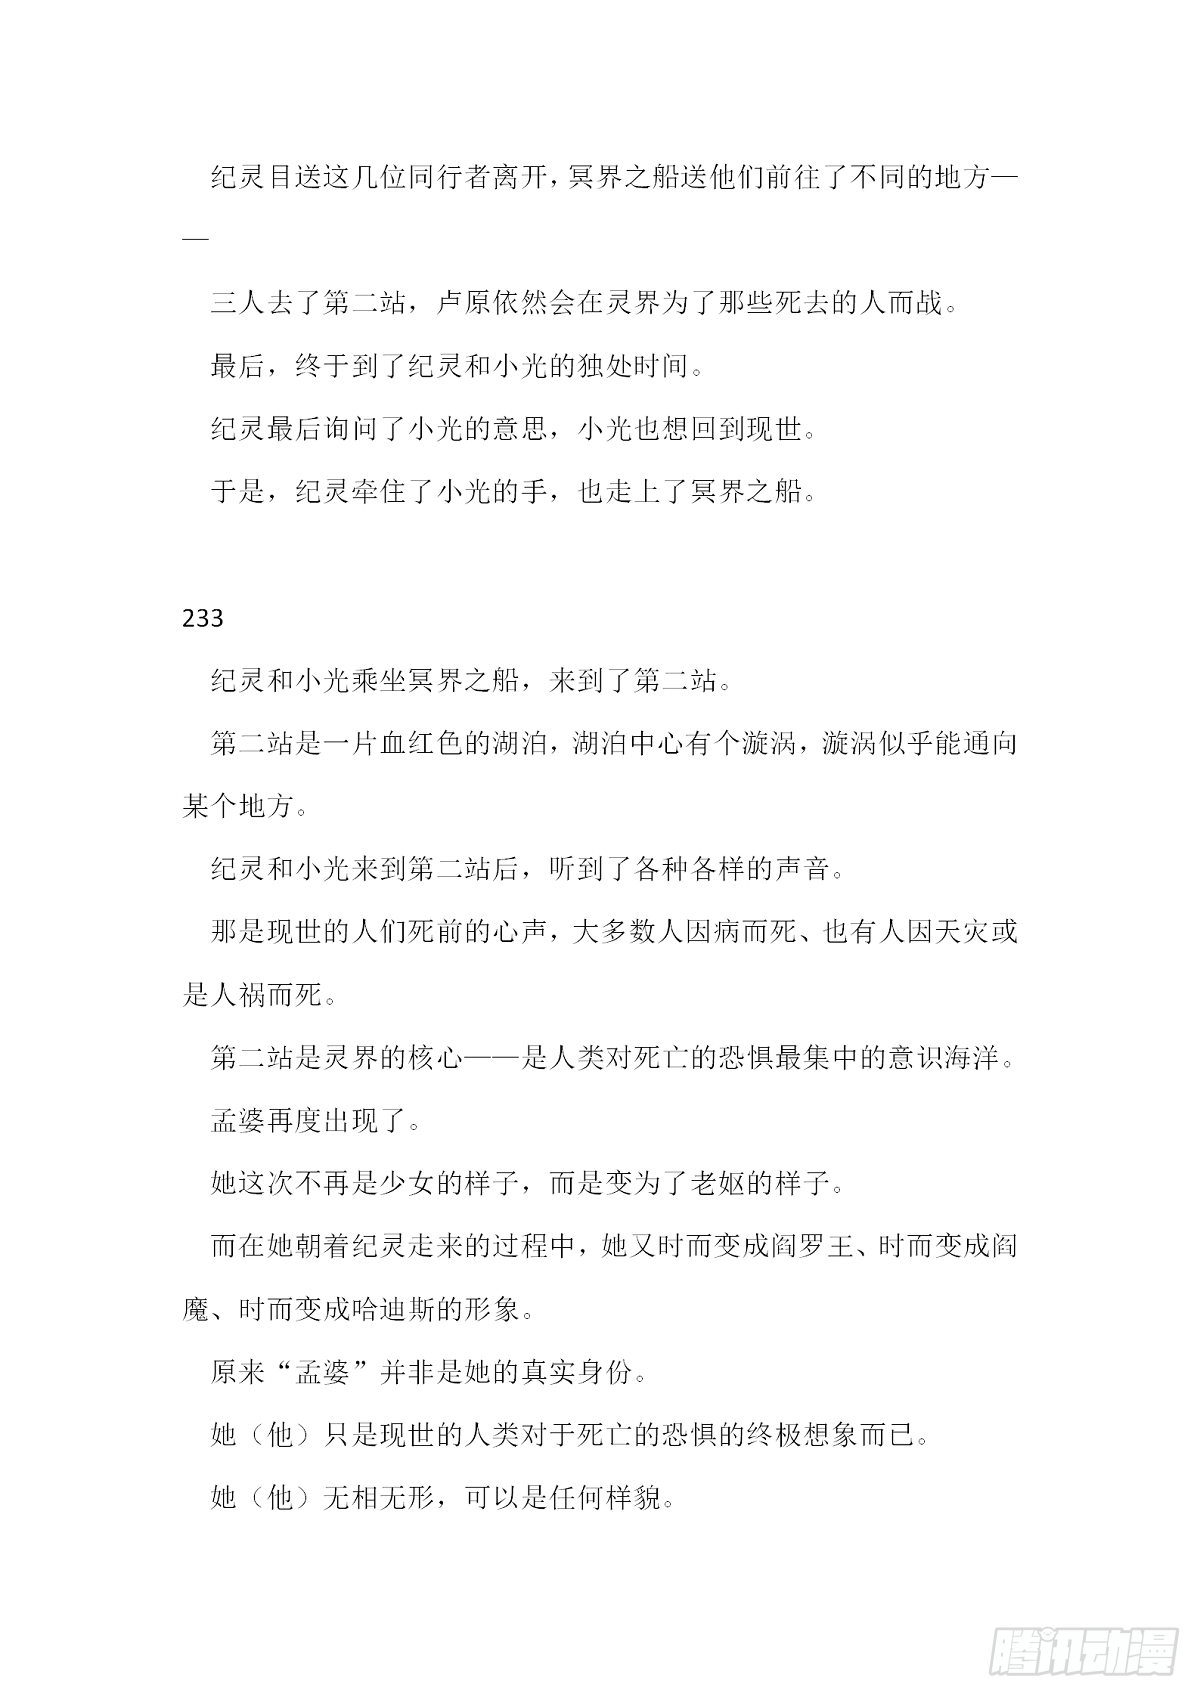 纪灵目送这几位同行者离开，冥界之船送他们前往了不同的地方—
—
三人去了第二站，卢原依然会在灵界为了那些死去的人而战。
最后，终于到了纪灵和小光的独处时间。
纪灵最后询问了小光的意思，小光也想回到现世。
于是，纪灵牵住了小光的手，也走上了冥界之船。
233
纪灵和小光乘坐冥界之船，来到了第二站。
第二站是一片血红色的湖泊，湖泊中心有个漩涡，漩涡似乎能通向
某个地方。
纪灵和小光来到第二站后，听到了各种各样的声音。
那是现世的人们死前的心声，大多数人因病而死、也有人因天灾或
是人祸而死。
第二站是灵界的核心——是人类对死亡的恐惧最集中的意识海洋。
孟婆再度出现了。
她这次不再是少女的样子，而是变为了老妪的样子。
而在她朝着纪灵走来的过程中，她又时而变成阎罗王、时而变成阎
魔、时而变成哈迪斯的形象。
原来“孟婆”并非是她的真实身份。
她（他）只是现世的人类对于死亡的恐惧的终极想象而已。
她（他）无相无形，可以是任何样貌。
腾讯动漫